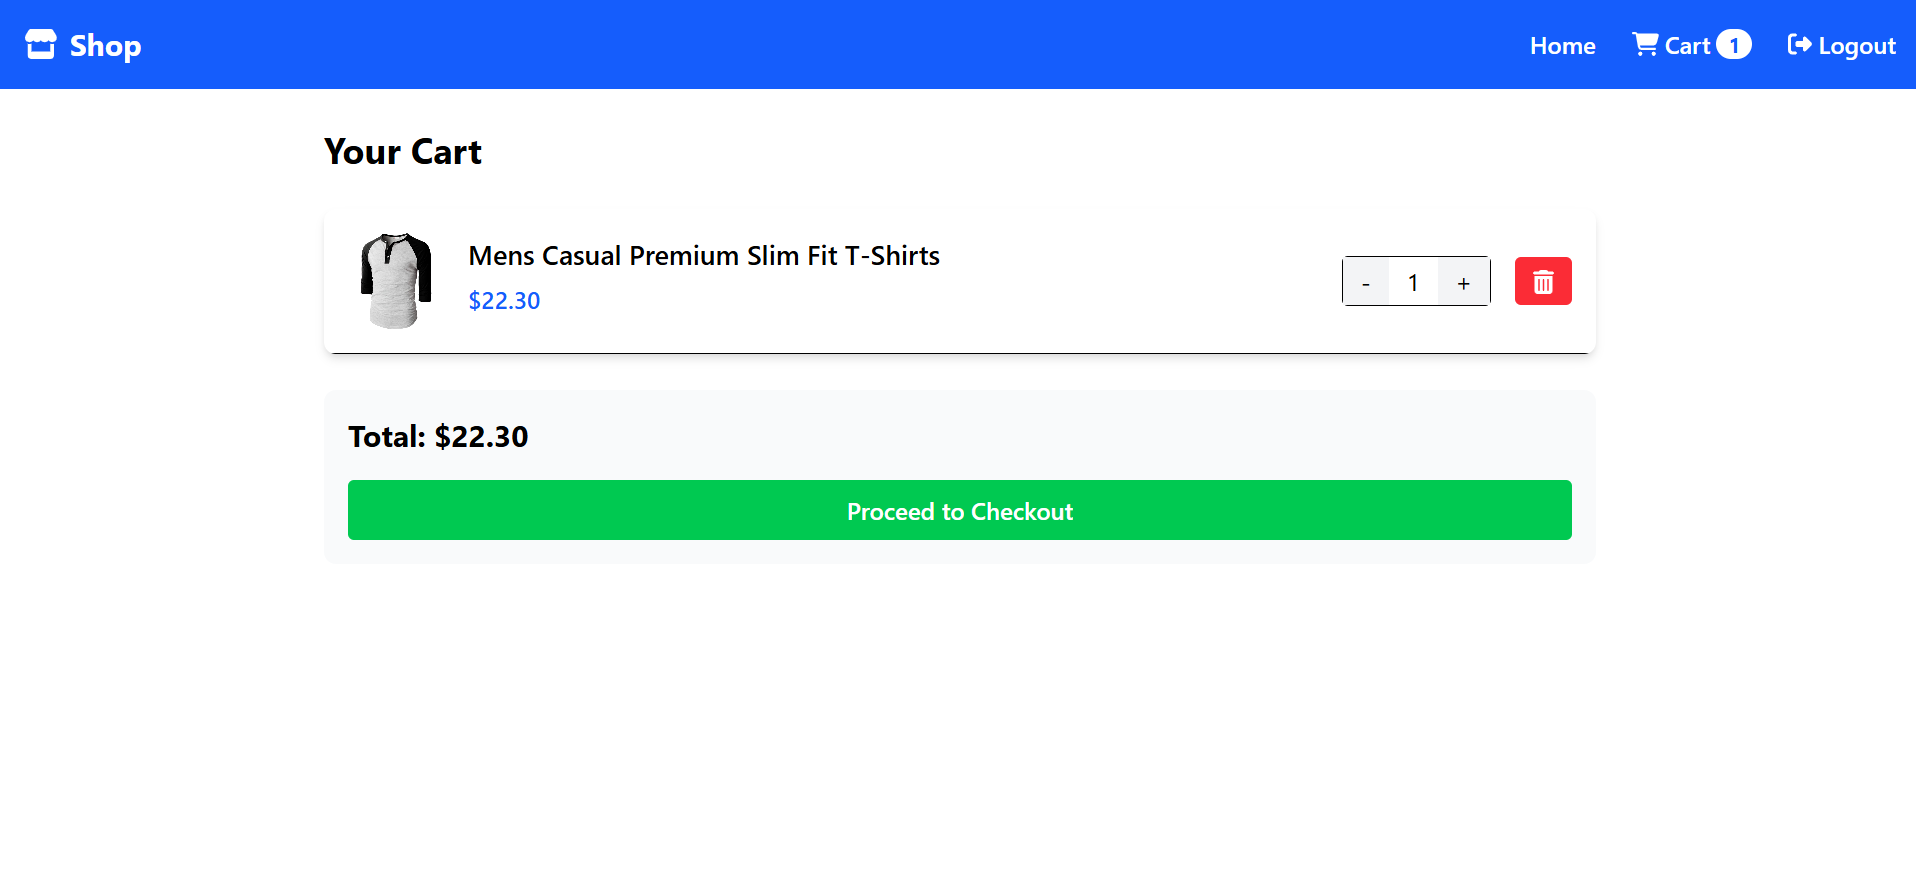 Shop
Home
Cart 1
Logout
Your Cart
Mens Casual Premium Slim Fit T-Shirts
$22.30
- 1 +
Total: $22.30
Proceed to Checkout